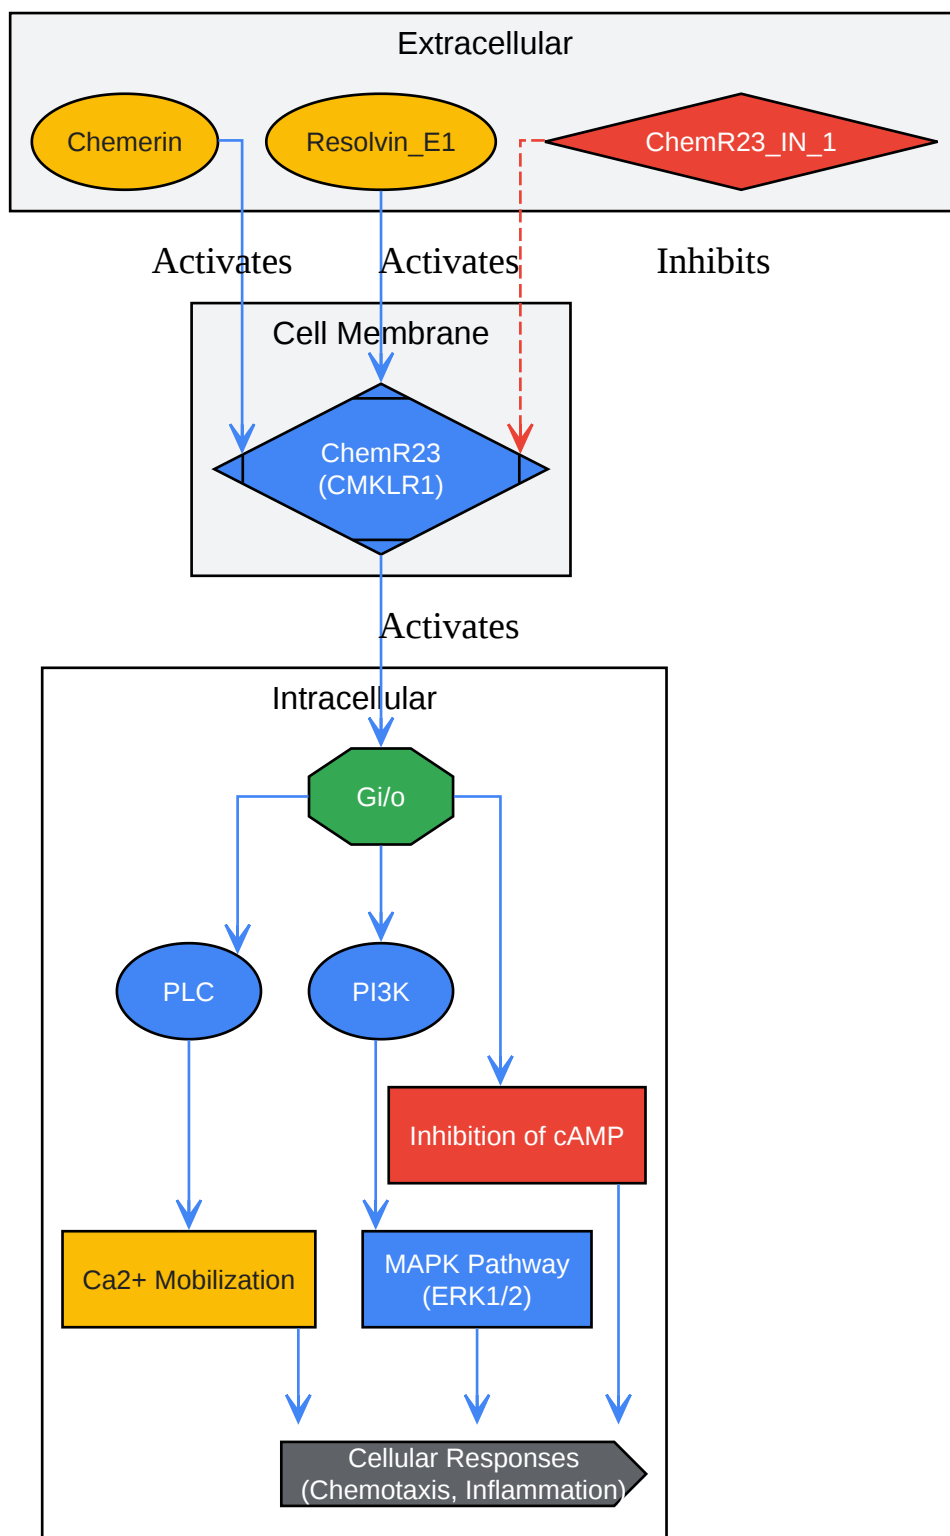 Extracellular
Chemerin
Resolvin_E1
ChemR23_IN_1
Activates
Activates
Inhibits
Cell Membrane
ChemR23
(CMKLR1)
Activates
Intracellular
Gi/o
PLC
PI3K
Inhibition of cAMP
Ca2+ Mobilization
MAPK Pathway
(ERK1/2)
Cellular Responses
(Chemotaxis, Inflammation)